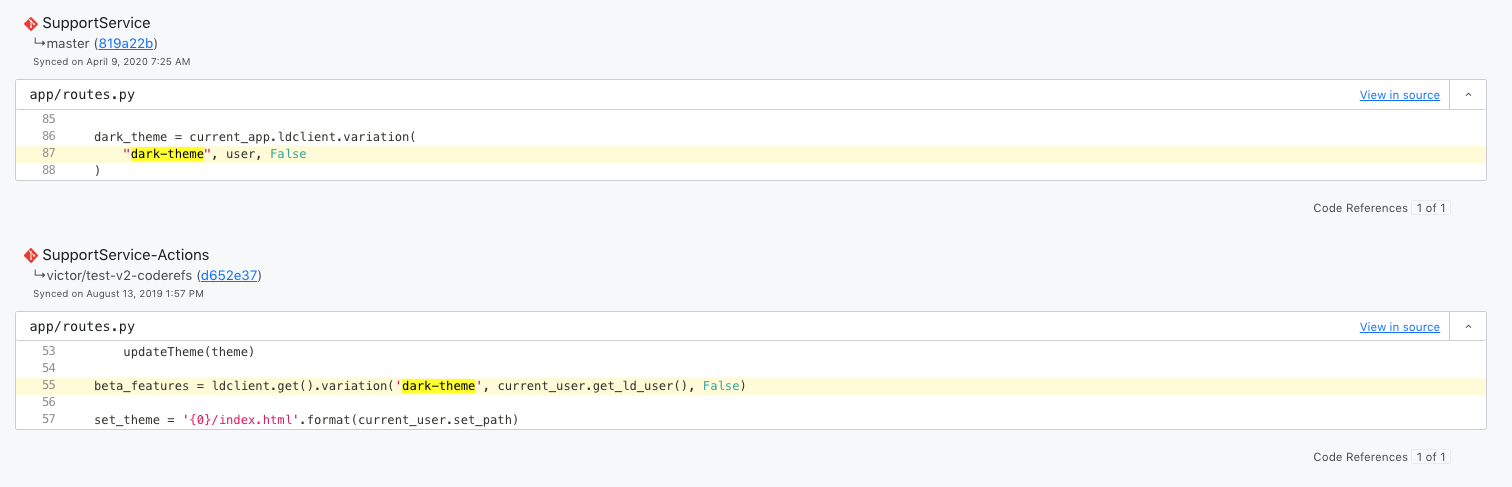 SupportService
↳master (819a22b)
Synced on April 9, 2020 7:25 AM
app/routes.py View in source
85
86 dark_theme = current_app.ldclient.variation(
87 "dark-theme", user, False
88 )
Code References 1 of 1
SupportService-Actions
↳victor/test-v2-coderefs (d652e37)
Synced on August 13, 2019 1:57 PM
app/routes.py View in source
53 updateTheme(theme)
54
55 beta_features = ldclient.get().variation('dark-theme', current_user.get_ld_user(), False)
56
57 set_theme = '{0}/index.html'.format(current_user.set_path)
Code References 1 of 1